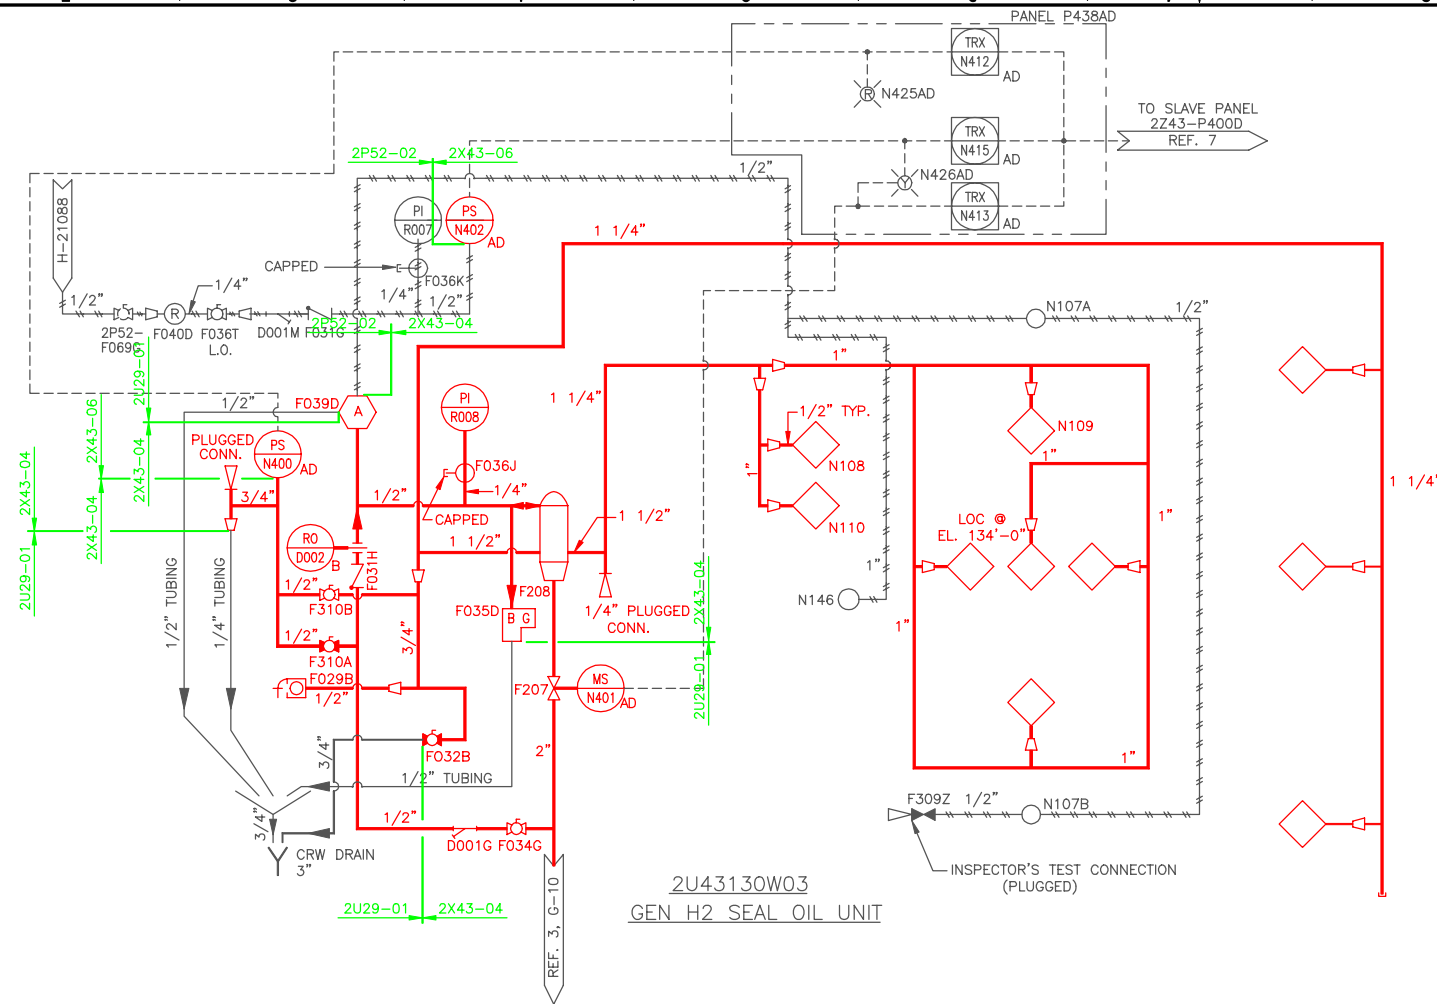 PANEL P438AD
TRX
N412
AD
N425AD
TO SLAVE PANEL
2Z43-P400D
REF. 7
TRX
N415
AD
N426AD
TRX
N413
AD
2P52-02
2X43-06
1/2"
H-21088
PI
R007
PS
N402
AD
1 1/4"
CAPPED
F036K
1/4"
1/2"
1/4"
1/2"
R
2P52-
F069G
F040D
F036T
L.O.
D001M
F031G
2P52-02
2X43-04
N107A
1/2"
2U29-01
2X43-04
1/2"
F039D
A
PI
R008
1 1/4"
1"
1/2" TYP.
N109
N108
N110
1"
1"
2X43-06
2X43-04
2X43-04
2U29-01
PLUGGED
CONN.
PS
N400
AD
3/4"
F036J
1/4"
1/2"
CAPPED
1 1/2"
1 1/2"
RO
D002
B
F031H
1/2"
F310B
1/2"
F310A
F029B
1/2"
3/4"
F035D
B G
F208
1/4" PLUGGED
CONN.
2X43-04
2U29-01
N146
1"
LOC @
EL. 134'-0"
1"
1"
1"
1 1/4"
1/2" TUBING
1/4" TUBING
F207
MS
N401
AD
2"
F032B
3/4"
1/2" TUBING
1/2"
D001G
F034G
3/4"
CRW DRAIN
3"
F309Z
1/2"
N107B
INSPECTOR'S TEST CONNECTION
(PLUGGED)
2U29-01
2X43-04
REF. 3, G-10
2U43130W03
GEN H2 SEAL OIL UNIT